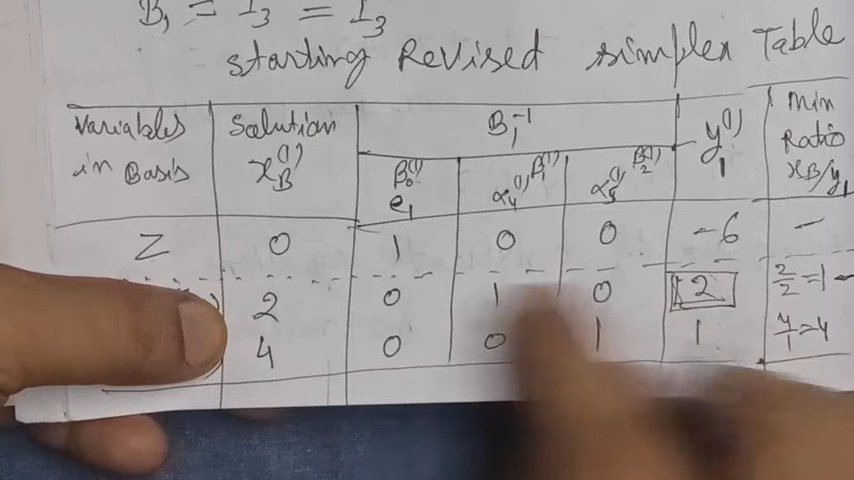 B₁ = I₃ = I₃
Starting Revised simplex Table
Variables in Basis | Solution x_B^(1) | B₁⁻¹ | y₁^(1) | Min Ratio x_B/y₁
β₀^(1) e₁ | α₄^(1) β₁^(1) | α₅^(1) β₂^(1)
Z | 0 | 1 | 0 | 0 | -6 | -
2 | 0 | 1 | 0 | 2 | 2/2 = 1
4 | 0 | 0 | 1 | 1 | 4/1 = 4